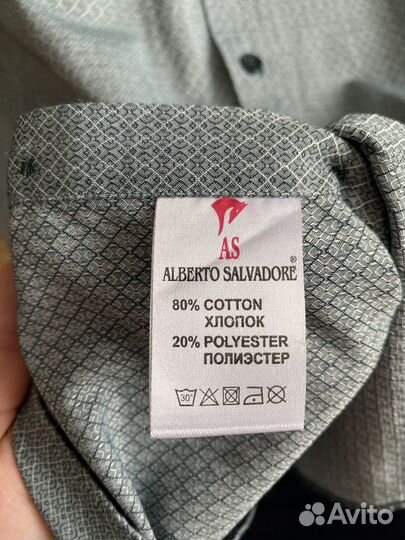 AS
ALBERTO SALVADORE®
80% COTTON
ХЛОПОК
20% POLYESTER
ПОЛИЭСТЕР
30°
Avito